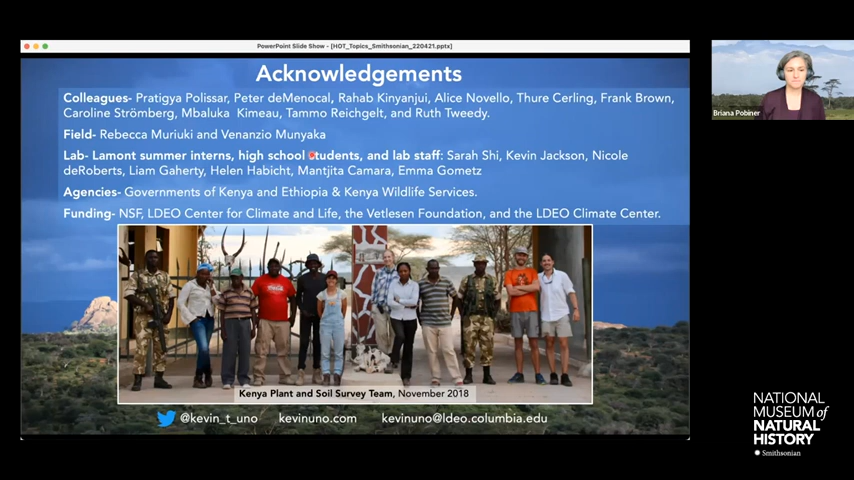 PowerPoint Slide Show - [HOT_Topics_Smithsonian_220421.pptx]
Acknowledgements
Colleagues- Pratigya Polissar, Peter deMenocal, Rahab Kinyanjui, Alice Novello, Thure Cerling, Frank Brown,
Caroline Strömberg, Mbaluka Kimeau, Tammo Reichgelt, and Ruth Tweedy.
Field- Rebecca Muriuki and Venanzio Munyaka
Lab- Lamont summer interns, high school students, and lab staff: Sarah Shi, Kevin Jackson, Nicole
deRoberts, Liam Gaherty, Helen Habicht, Mantjita Camara, Emma Gometz
Agencies- Governments of Kenya and Ethiopia & Kenya Wildlife Services.
Funding- NSF, LDEO Center for Climate and Life, the Vetlesen Foundation, and the LDEO Climate Center.
Kenya Plant and Soil Survey Team, November 2018
@kevin_t_uno kevinuno.com kevinuno@ldeo.columbia.edu
Briana Pobiner
NATIONAL
MUSEUM of
NATURAL
HISTORY
Smithsonian